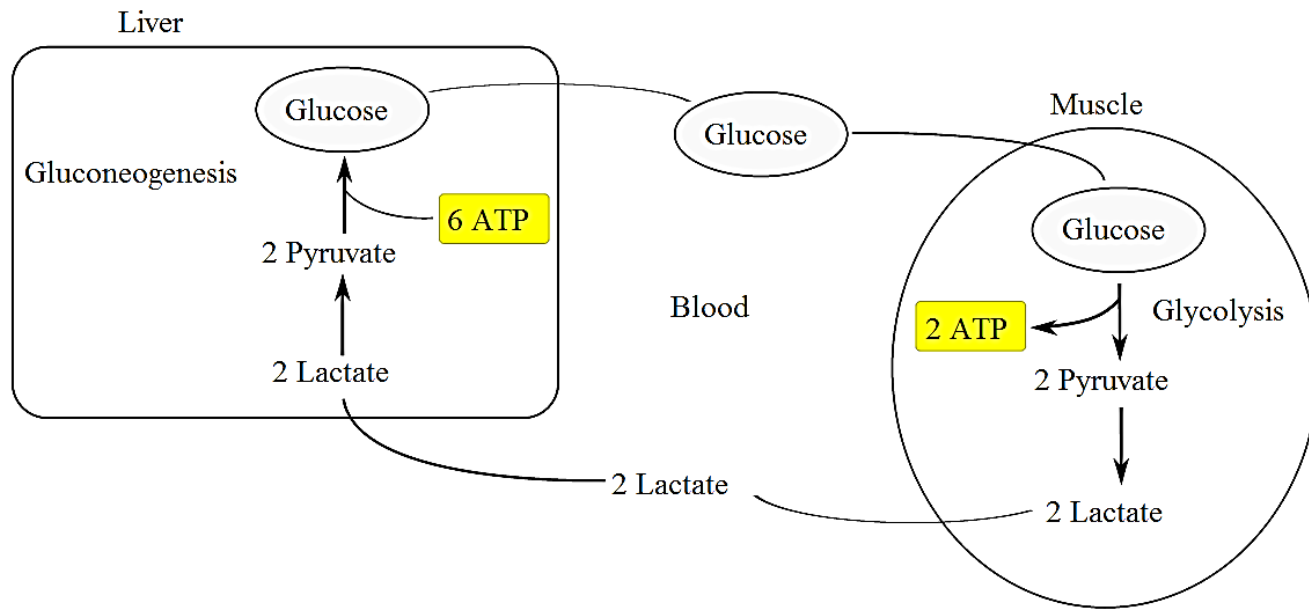 Liver
Glucose
Gluconeogenesis
6 ATP
2 Pyruvate
2 Lactate
Glucose
Blood
2 Lactate
Muscle
Glucose
Glycolysis
2 ATP
2 Pyruvate
2 Lactate